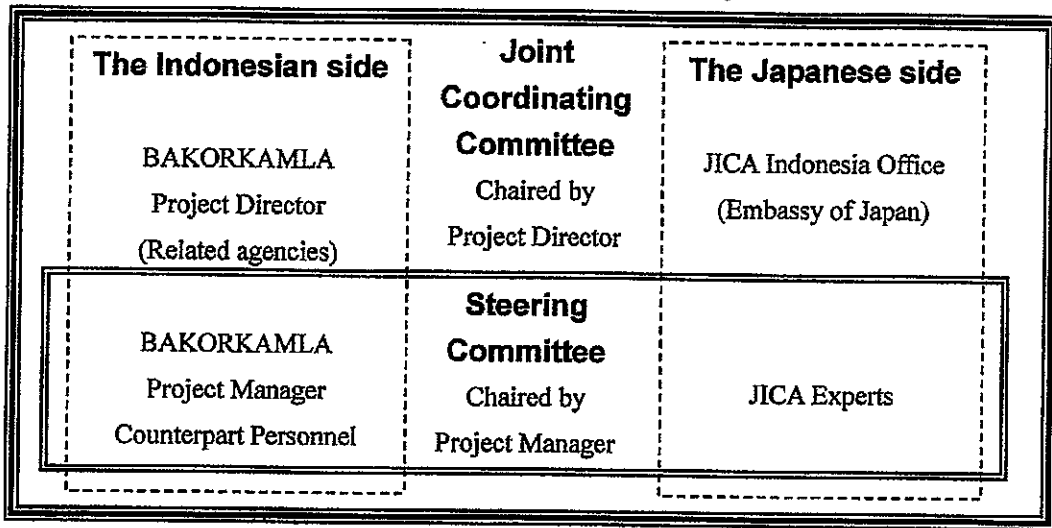 The Indonesian side
BAKORKAMLA
Project Director
(Related agencies)
Joint
Coordinating
Committee
Chaired by
Project Director
The Japanese side
JICA Indonesia Office
(Embassy of Japan)
BAKORKAMLA
Project Manager
Counterpart Personnel
Steering
Committee
Chaired by
Project Manager
JICA Experts